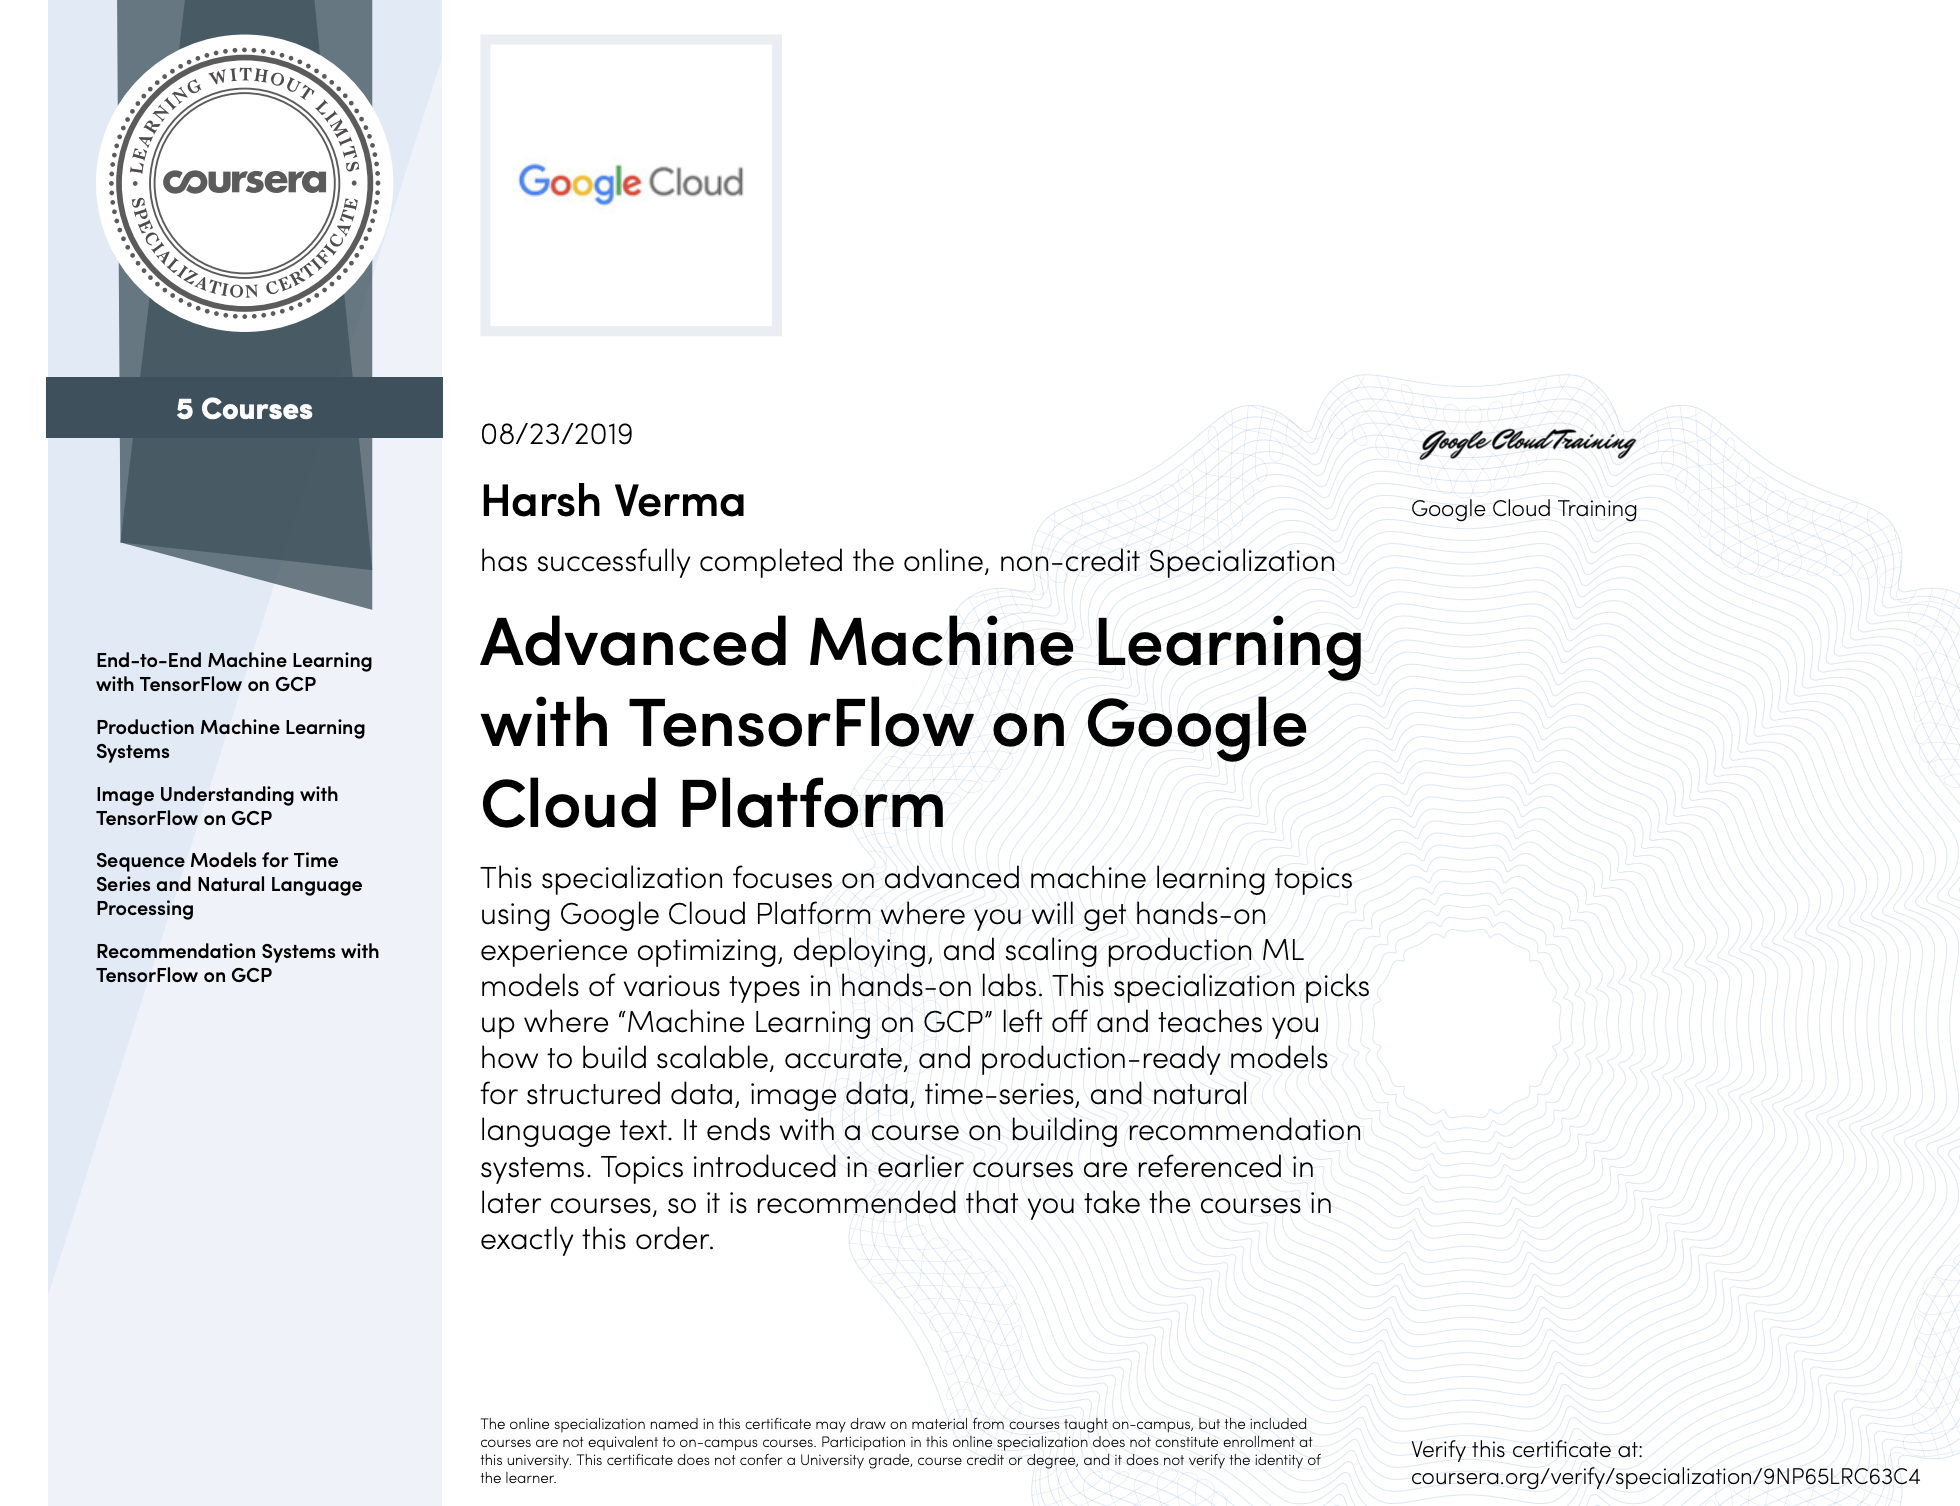 LEARNING WITHOUT LIMITS
coursera
SPECIALIZATION CERTIFICATE
5 Courses
End-to-End Machine Learning
with TensorFlow on GCP
Production Machine Learning
Systems
Image Understanding with
TensorFlow on GCP
Sequence Models for Time
Series and Natural Language
Processing
Recommendation Systems with
TensorFlow on GCP
Google Cloud
08/23/2019
Harsh Verma
has successfully completed the online, non-credit Specialization
Advanced Machine Learning
with TensorFlow on Google
Cloud Platform
This specialization focuses on advanced machine learning topics
using Google Cloud Platform where you will get hands-on
experience optimizing, deploying, and scaling production ML
models of various types in hands-on labs. This specialization picks
up where “Machine Learning on GCP” left off and teaches you
how to build scalable, accurate, and production-ready models
for structured data, image data, time-series, and natural
language text. It ends with a course on building recommendation
systems. Topics introduced in earlier courses are referenced in
later courses, so it is recommended that you take the courses in
exactly this order.
Google Cloud Training
Google Cloud Training
The online specialization named in this certificate may draw on material from courses taught on-campus, but the included
courses are not equivalent to on-campus courses. Participation in this online specialization does not constitute enrollment at
this university. This certificate does not confer a University grade, course credit or degree, and it does not verify the identity of
the learner.
Verify this certificate at:
coursera.org/verify/specialization/9NP65LRC63C4